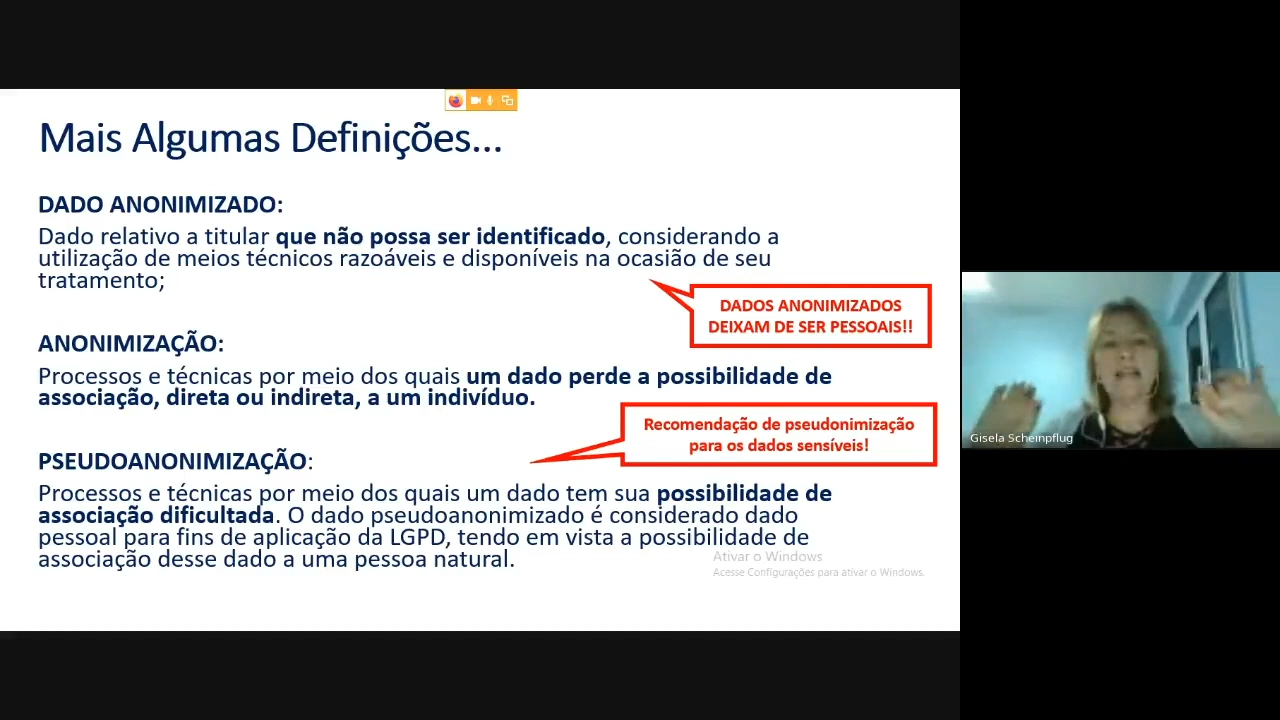 Mais Algumas Definições...
DADO ANONIMIZADO:
Dado relativo a titular que não possa ser identificado, considerando a
utilização de meios técnicos razoáveis e disponíveis na ocasião de seu
tratamento;
DADOS ANONIMIZADOS
DEIXAM DE SER PESSOAIS!!
ANONIMIZAÇÃO:
Processos e técnicas por meio dos quais um dado perde a possibilidade de
associação, direta ou indireta, a um indivíduo.
Recomendação de pseudonimização
para os dados sensíveis!
PSEUDOANONIMIZAÇÃO:
Processos e técnicas por meio dos quais um dado tem sua possibilidade de
associação dificultada. O dado pseudoanonimizado é considerado dado
pessoal para fins de aplicação da LGPD, tendo em vista a possibilidade de
associação desse dado a uma pessoa natural.
Ativar o Windows
Acesse Configurações para ativar o Windows.
Gisela Scheinpflug